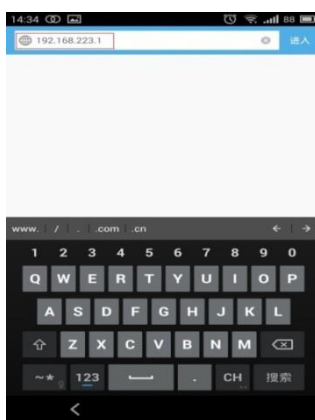 14:34 88
192.168.223.1 进入
www. / . .com .cn
1 2 3 4 5 6 7 8 9 0
Q W E R T Y U I O P
A S D F G H J K L
Z X C V B N M
~* 。 123 . CH 搜索